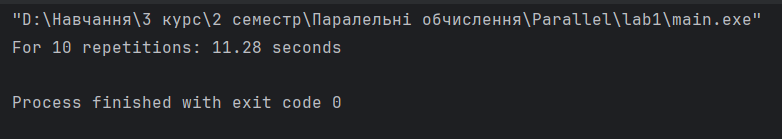 "D:\Навчання\3 курс\2 семестр\Паралельні обчислення\Parallel\lab1\main.exe"
For 10 repetitions: 11.28 seconds
Process finished with exit code 0